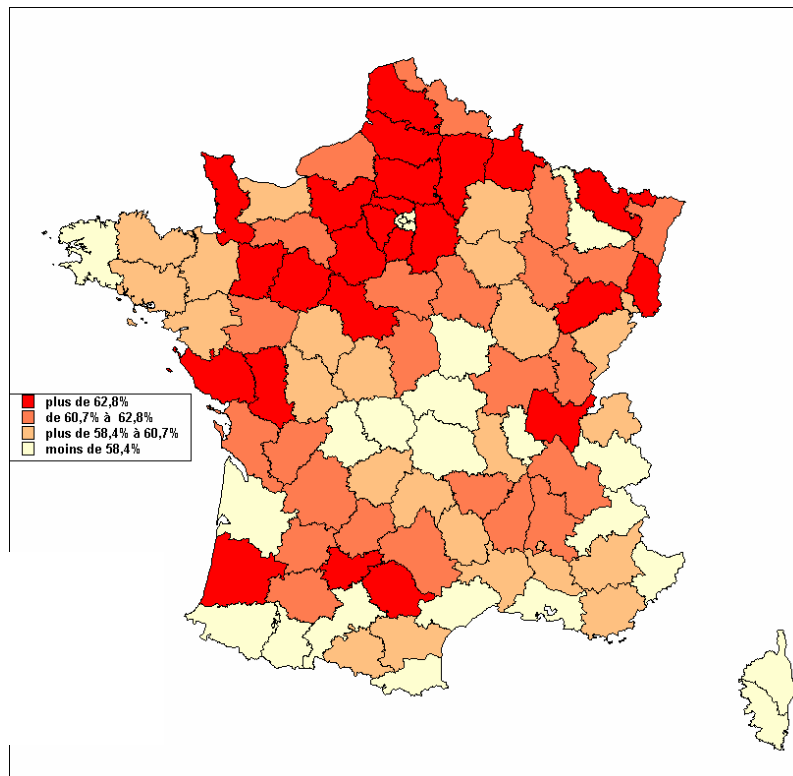 plus de 62,8%
de 60,7% à 62,8%
plus de 58,4% à 60,7%
moins de 58,4%